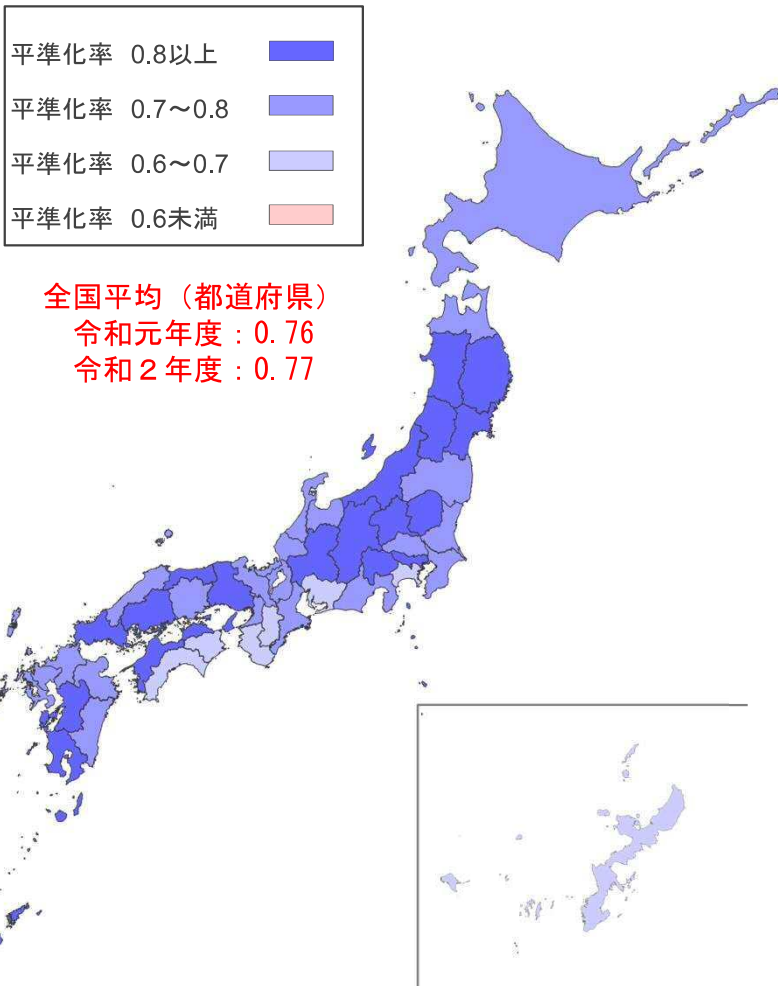 平準化率 0.8以上
平準化率 0.7～0.8
平準化率 0.6～0.7
平準化率 0.6未満
全国平均（都道府県）
令和元年度：0.76
令和２年度：0.77